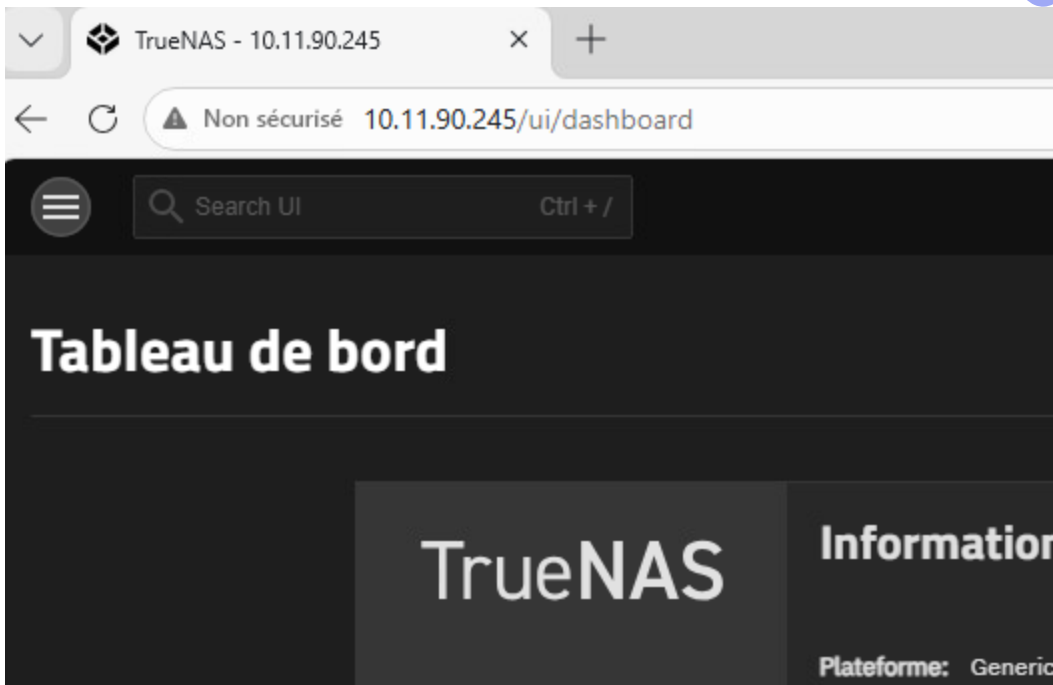 TrueNAS - 10.11.90.245
Non sécurisé 10.11.90.245/ui/dashboard
Search UI Ctrl + /
Tableau de bord
TrueNAS
Information
Plateforme: Generic